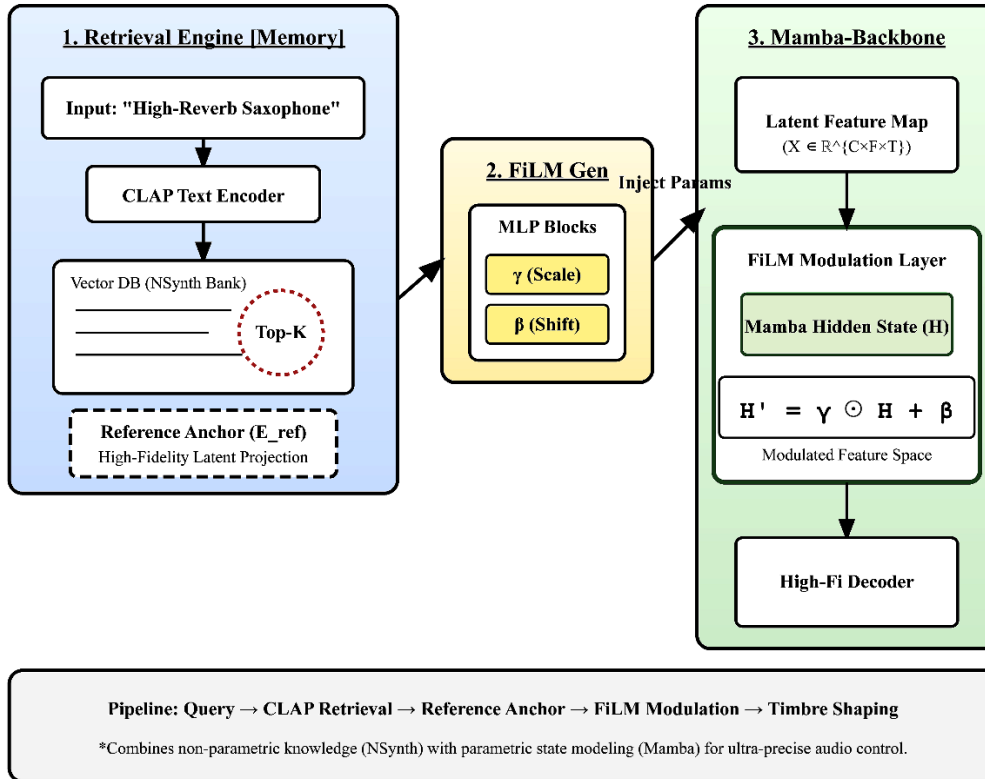 1. Retrieval Engine [Memory]
Input: "High-Reverb Saxophone"
CLAP Text Encoder
Vector DB (NSynth Bank)
Top-K
Reference Anchor (E_ref)
High-Fidelity Latent Projection
2. FiLM Gen
Inject Params
MLP Blocks
γ (Scale)
β (Shift)
3. Mamba-Backbone
Latent Feature Map
(X ∈ ℝ^{C×F×T})
FiLM Modulation Layer
Mamba Hidden State (H)
H' = γ ⊙ H + β
Modulated Feature Space
High-Fi Decoder
Pipeline: Query → CLAP Retrieval → Reference Anchor → FiLM Modulation → Timbre Shaping
*Combines non-parametric knowledge (NSynth) with parametric state modeling (Mamba) for ultra-precise audio control.